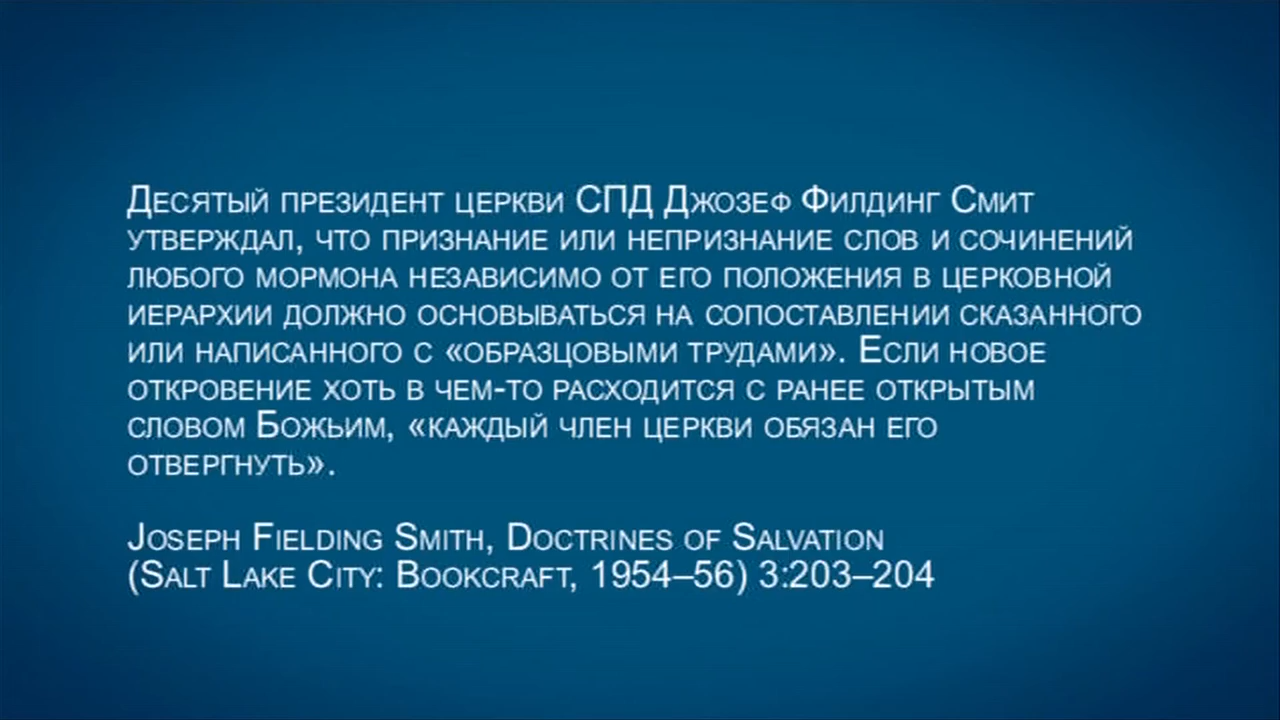 Десятый президент церкви СПД Джозеф Филдинг Смит
утверждал, что признание или непризнание слов и сочинений
любого мормона независимо от его положения в церковной
иерархии должно основываться на сопоставлении сказанного
или написанного с «образцовыми трудами». Если новое
откровение хоть в чем-то расходится с ранее открытым
словом Божьим, «каждый член церкви обязан его
отвергнуть».
Joseph Fielding Smith, Doctrines of Salvation
(Salt Lake City: Bookcraft, 1954–56) 3:203–204